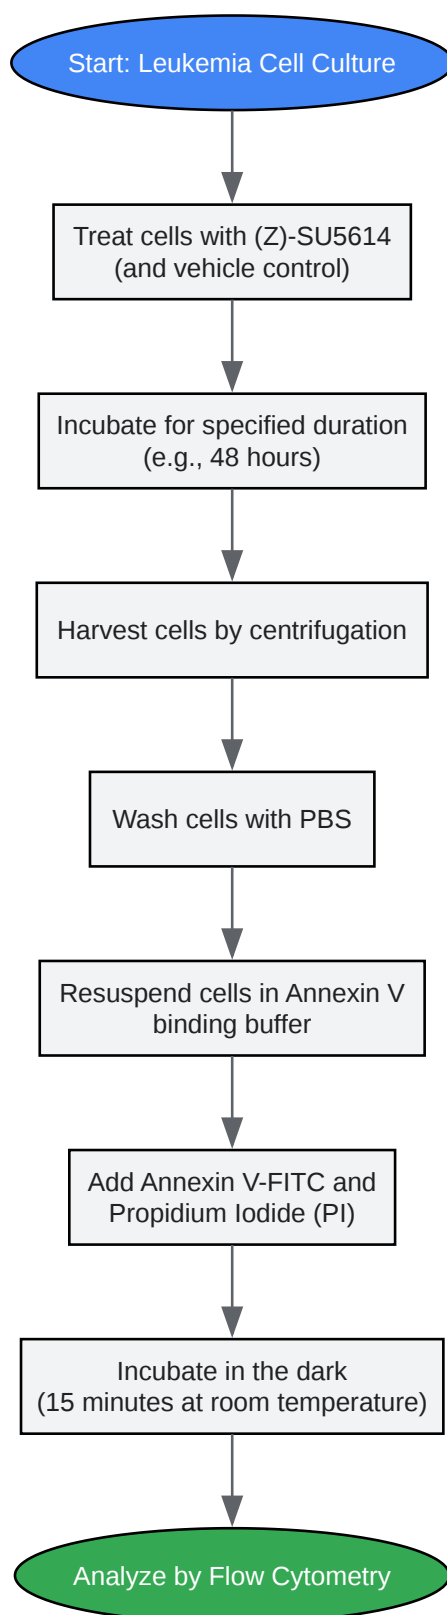 Start: Leukemia Cell Culture
Treat cells with (Z)-SU5614
(and vehicle control)
Incubate for specified duration
(e.g., 48 hours)
Harvest cells by centrifugation
Wash cells with PBS
Resuspend cells in Annexin V
binding buffer
Add Annexin V-FITC and
Propidium Iodide (PI)
Incubate in the dark
(15 minutes at room temperature)
Analyze by Flow Cytometry